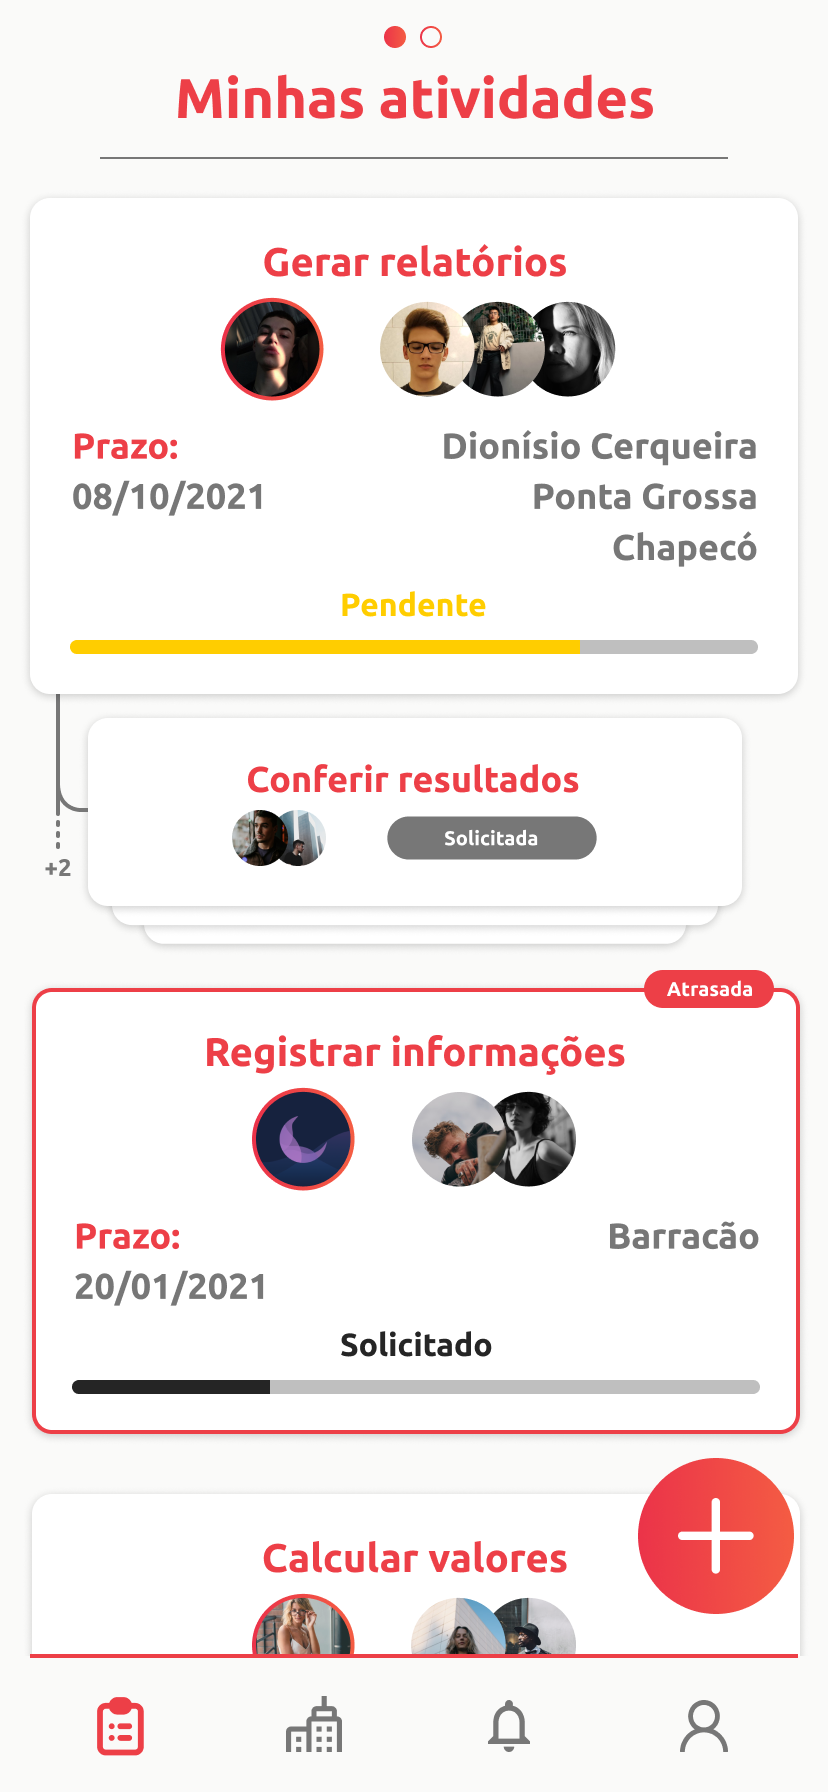 Minhas atividades
Gerar relatórios
Prazo:
08/10/2021
Dionísio Cerqueira
Ponta Grossa
Chapecó
Pendente
Conferir resultados
Solicitada
+2
Atrasada
Registrar informações
Prazo:
20/01/2021
Barracão
Solicitado
Calcular valores